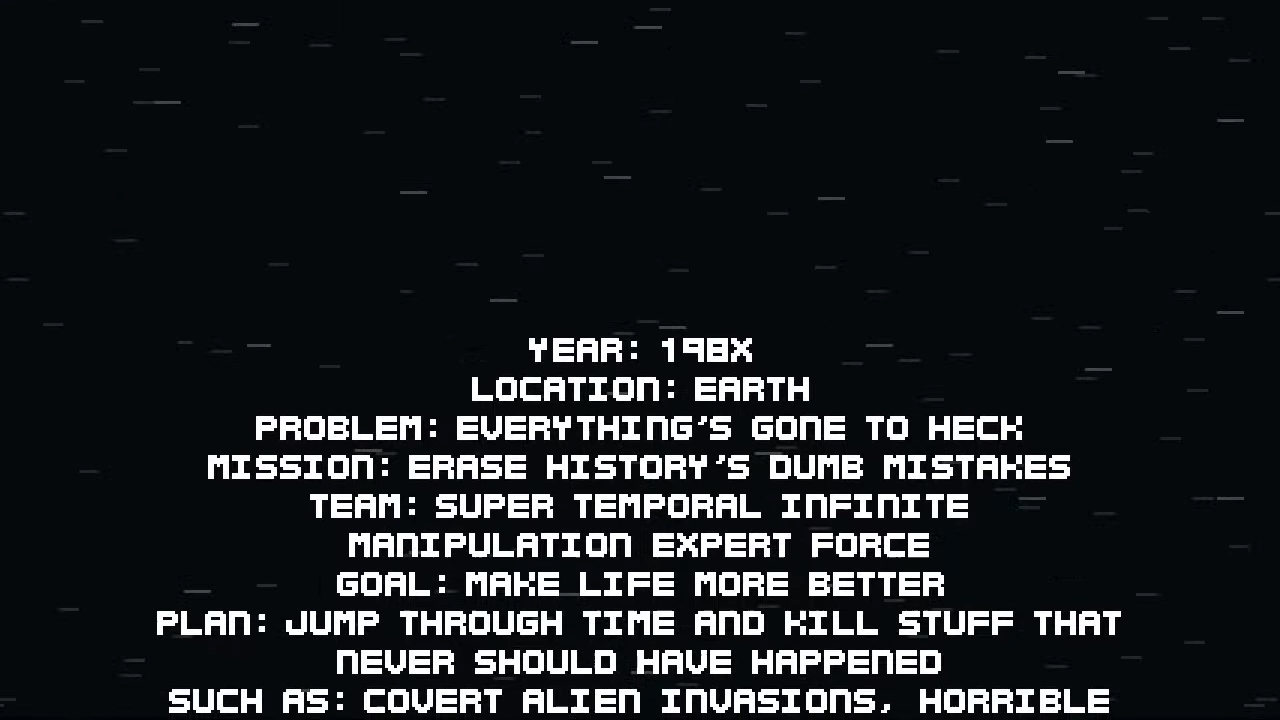 YEAR: 198X
LOCATION: EARTH
PROBLEM: EVERYTHING'S GONE TO HECK
MISSION: ERASE HISTORY'S DUMB MISTAKES
TEAM: SUPER TEMPORAL INFINITE
MANIPULATION EXPERT FORCE
GOAL: MAKE LIFE MORE BETTER
PLAN: JUMP THROUGH TIME AND KILL STUFF THAT
NEVER SHOULD HAVE HAPPENED
SUCH AS: COVERT ALIEN INVASIONS, HORRIBLE